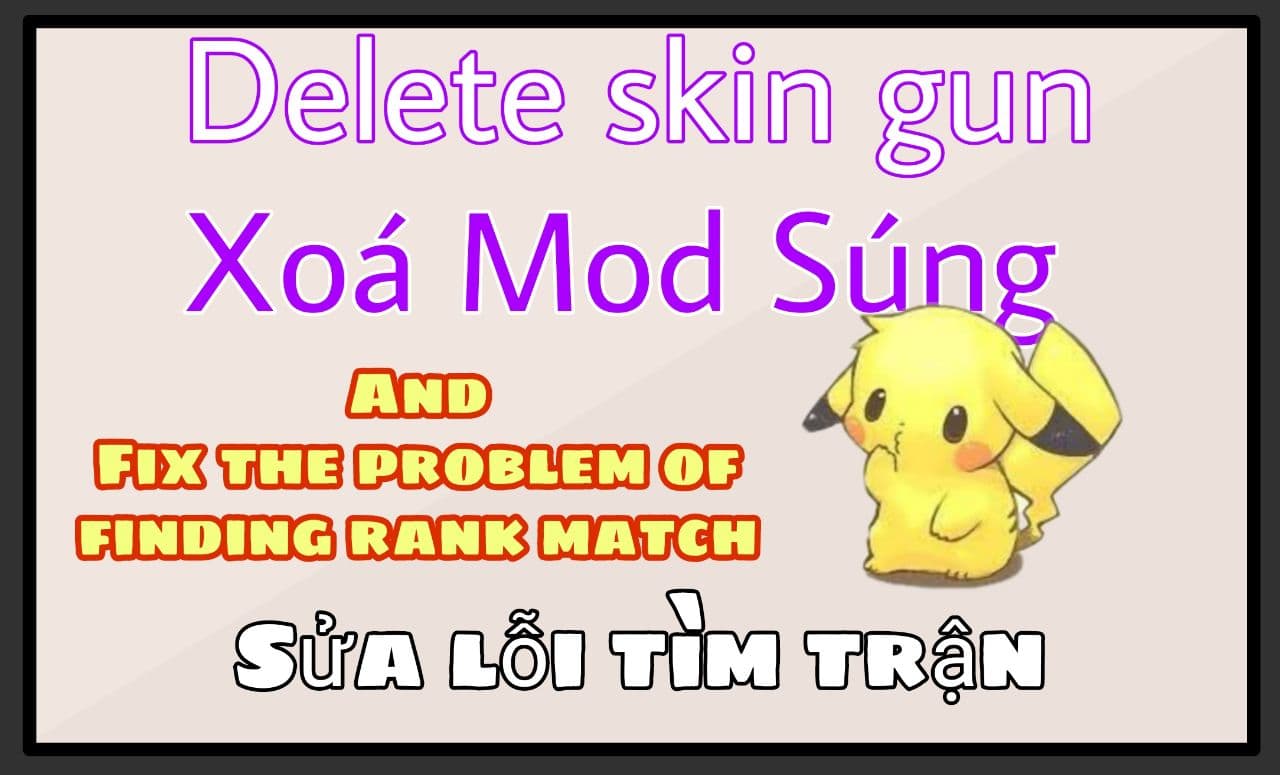 Delete skin gun
Xoá Mod Súng
And
Fix the problem of
finding rank match
Sửa lỗi tìm trận